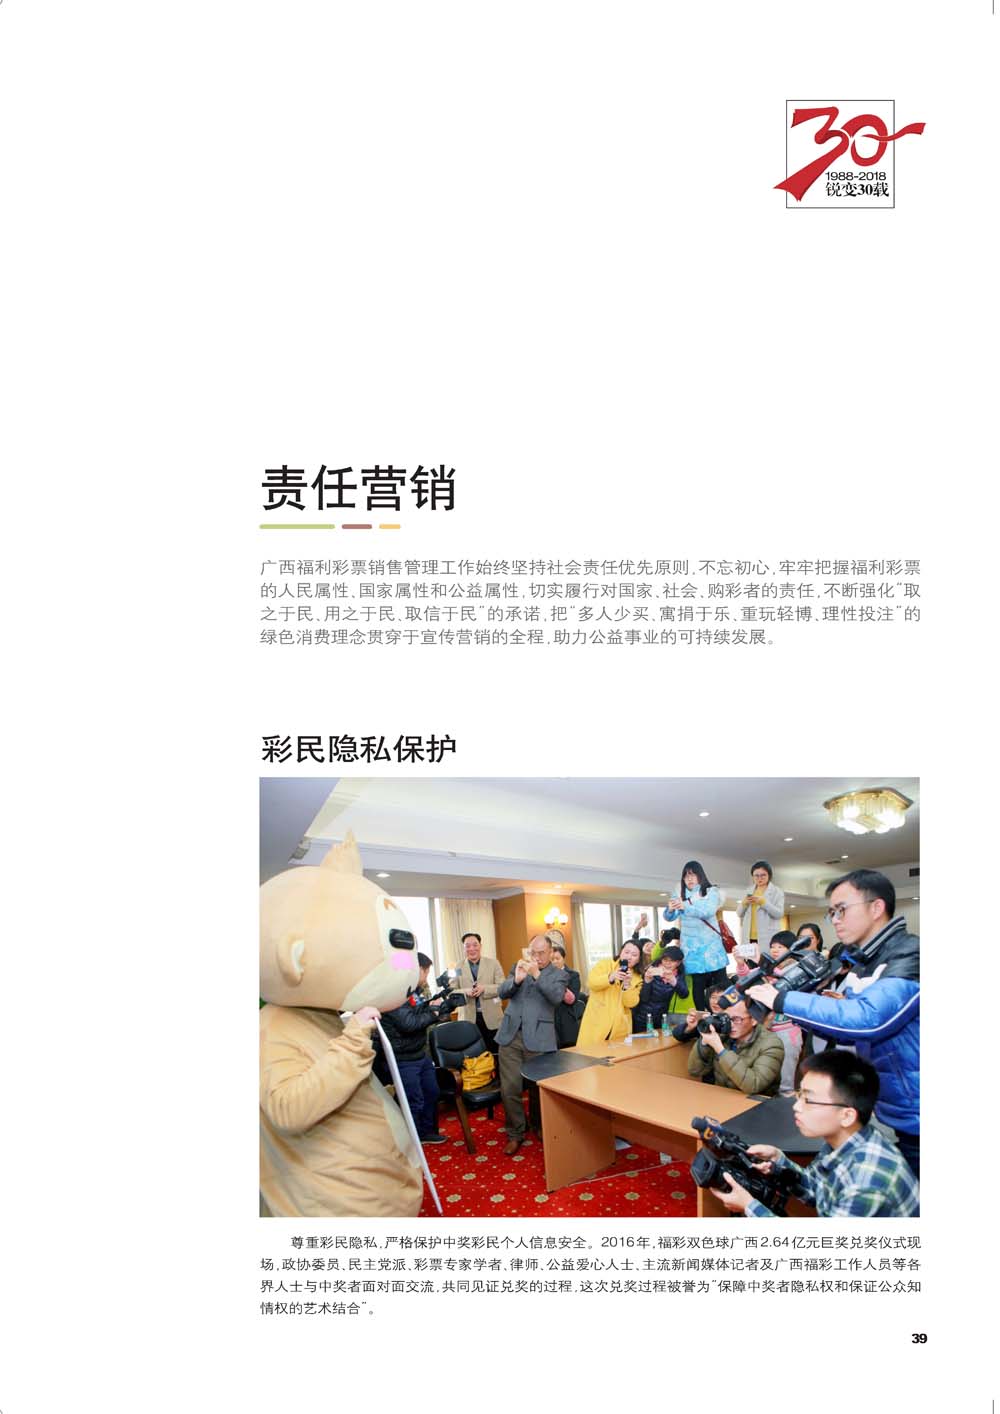 30
1988-2018
锐变30载
责任营销
广西福利彩票销售管理工作始终坚持社会责任优先原则,不忘初心,牢牢把握福利彩票
的人民属性、国家属性和公益属性,切实履行对国家、社会、购彩者的责任,不断强化“取
之于民、用之于民、取信于民”的承诺,把“多人少买、寓捐于乐、重玩轻博、理性投注”的
绿色消费理念贯穿于宣传营销的全程,助力公益事业的可持续发展。
彩民隐私保护
尊重彩民隐私,严格保护中奖彩民个人信息安全。2016年,福彩双色球广西2.64亿元巨奖兑奖仪式现
场,政协委员、民主党派、彩票专家学者、律师、公益爱心人士、主流新闻媒体记者及广西福彩工作人员等各
界人士与中奖者面对面交流,共同见证兑奖的过程,这次兑奖过程被誉为“保障中奖者隐私权和保证公众知
情权的艺术结合”。
39